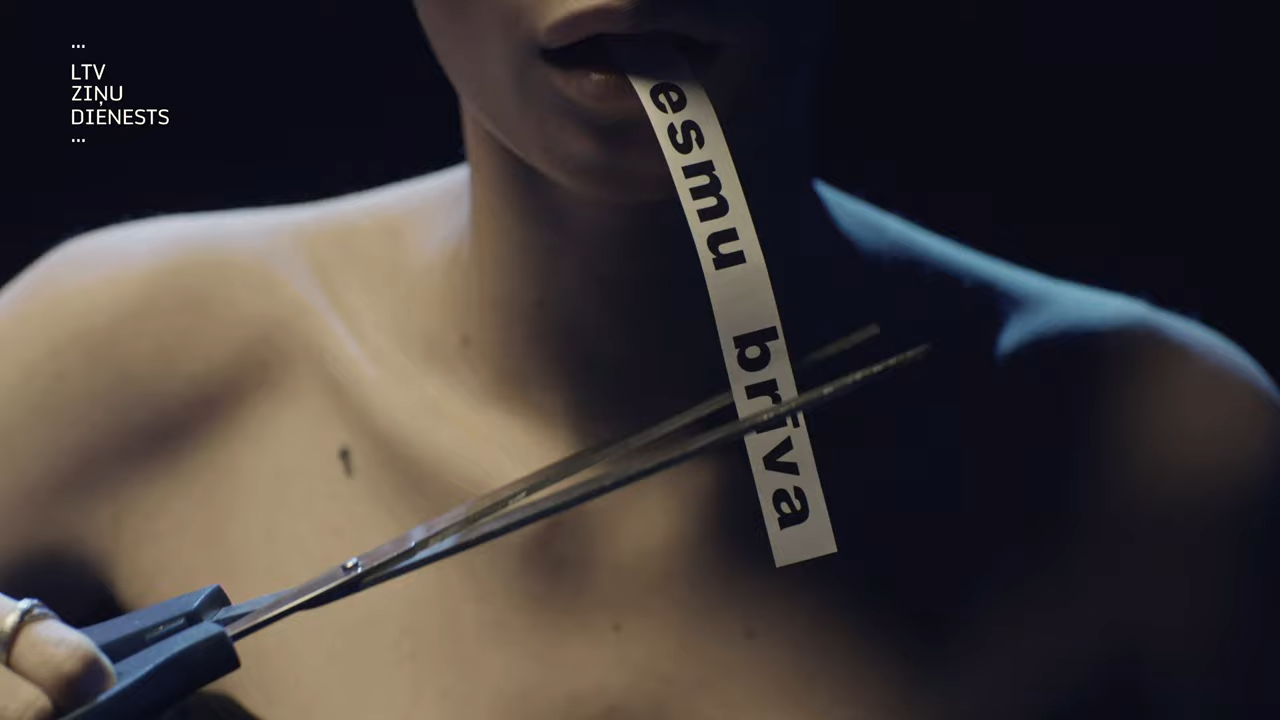 ...
LTV
ZIŅU
DIENESTS
...
esmu brīva